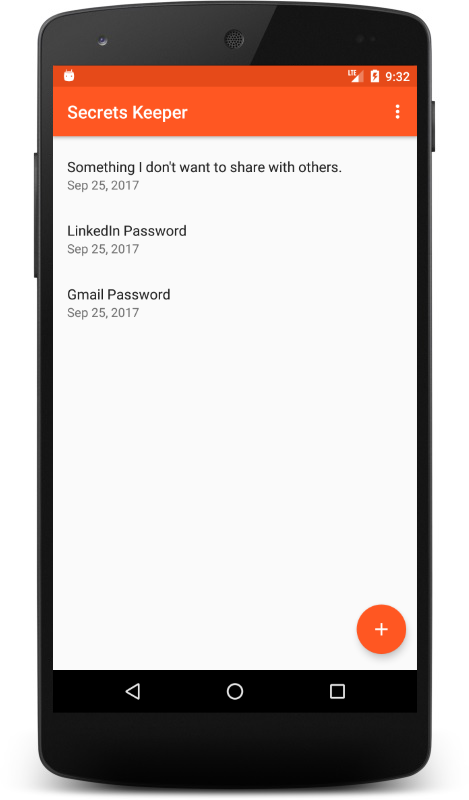 LTE 9:32
Secrets Keeper
Something I don't want to share with others.
Sep 25, 2017
LinkedIn Password
Sep 25, 2017
Gmail Password
Sep 25, 2017